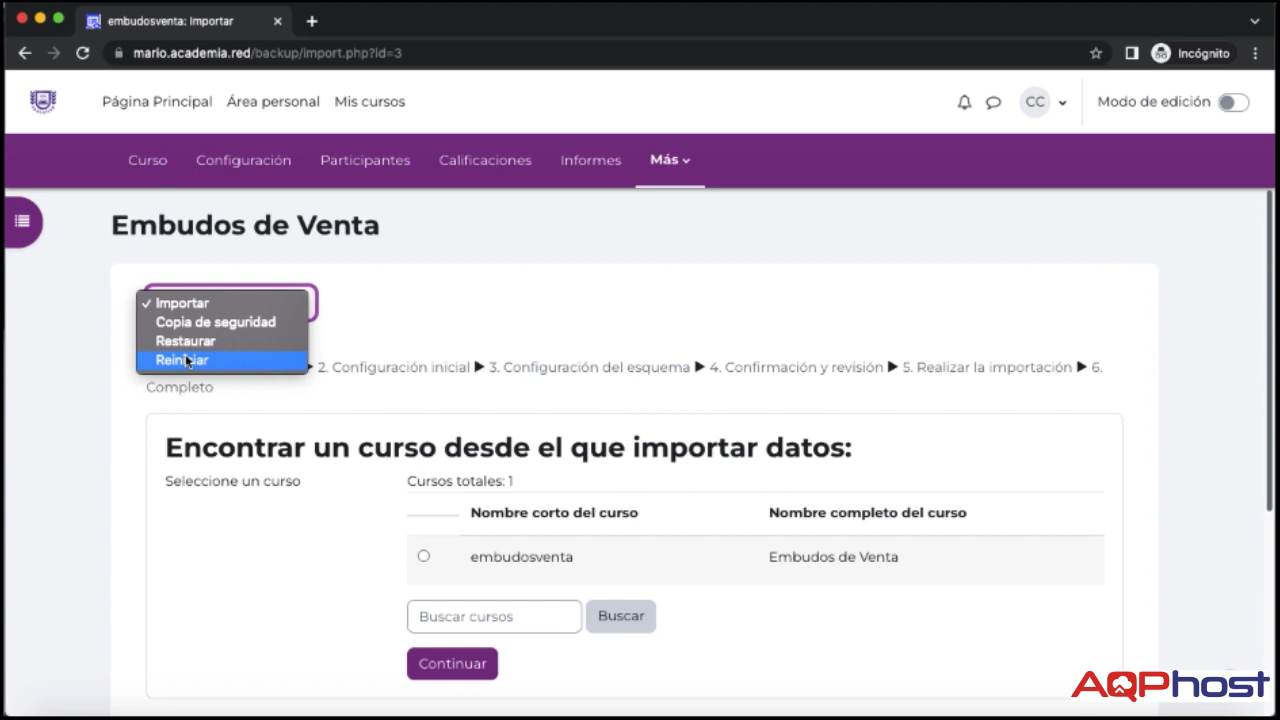 embudosventa: Importar
mario.academia.red/backup/import.php?id=3
Incógnito
Página Principal Área personal Mis cursos
CC
Modo de edición
Curso Configuración Participantes Calificaciones Informes Más
Embudos de Venta
✓ Importar
Copia de seguridad
Restaurar
Reiniciar
▶ 2. Configuración inicial ▶ 3. Configuración del esquema ▶ 4. Confirmación y revisión ▶ 5. Realizar la importación ▶ 6.
Completo
Encontrar un curso desde el que importar datos:
Seleccione un curso
Cursos totales: 1
Nombre corto del curso Nombre completo del curso
embudosventa Embudos de Venta
Buscar cursos Buscar
Continuar
AQPhost